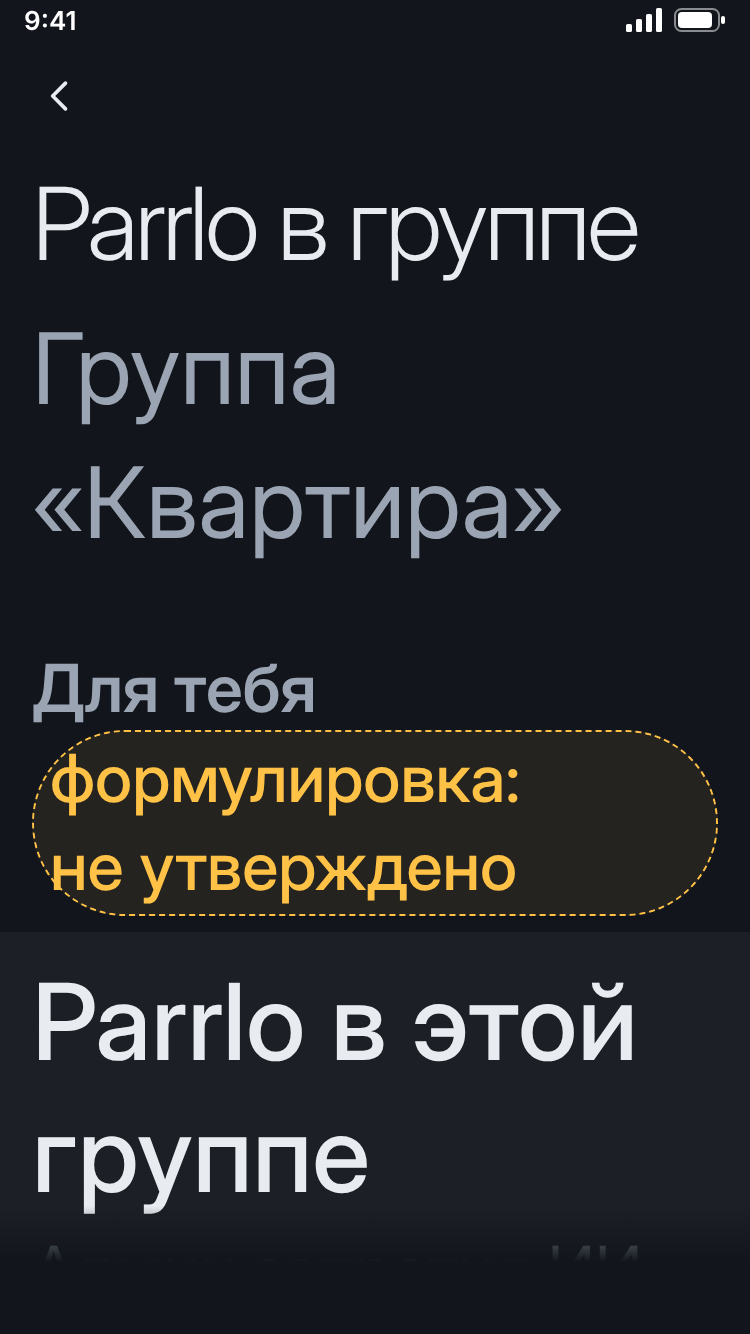 9:41
Parrlo в группе
Группа
«Квартира»
Для тебя
формулировка:
не утверждено
Parrlo в этой
группе